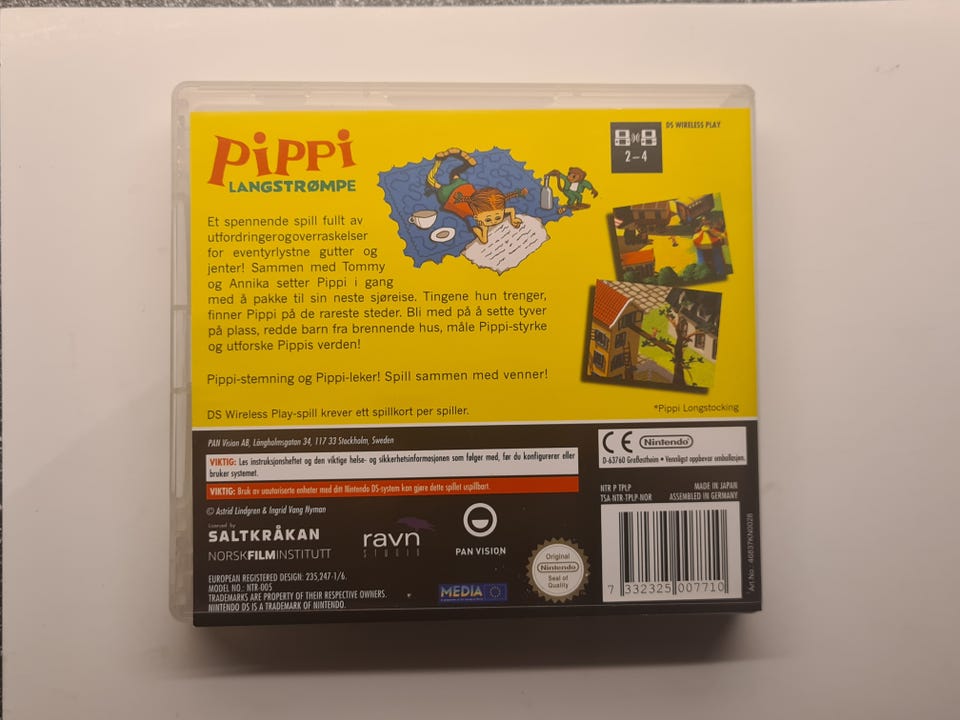 PiPPi
LANGSTRØMPE
DS WIRELESS PLAY
2-4
Et spennende spill fullt av
utfordringerogoverraskelser
for eventyrlystne gutter og
jenter! Sammen med Tommy
og Annika setter Pippi i gang
med å pakke til sin neste sjøreise. Tingene hun trenger,
finner Pippi på de rareste steder. Bli med på å sette tyver
på plass, redde barn fra brennende hus, måle Pippi-styrke
og utforske Pippis verden!
Pippi-stemning og Pippi-leker! Spill sammen med venner!
DS Wireless Play-spill krever ett spillkort per spiller.
*Pippi Longstocking
PAN Vision AB, Långholmsgatan 34, 117 33 Stockholm, Sweden
VIKTIG: Les instruksjonsheftet og den viktige helse- og sikkerhetsinformasjonen som følger med, før du konfigurerer eller
bruker systemet.
VIKTIG: Bruk av uautoriserte enheter med ditt Nintendo DS-system kan gjøre dette spillet uspillbart.
CE Nintendo
D-63760 Großostheim • Vennligst oppbevar emballasjen.
© Astrid Lindgren & Ingrid Vang Nyman
Licensed by
SALTKRÅKAN
NORSKFILMINSTITUTT
ravn
STUDIO
PAN VISION
NTR P TPLP
TSA-NTR-TPLP-NOR
MADE IN JAPAN
ASSEMBLED IN GERMANY
EUROPEAN REGISTERED DESIGN: 235,247-1/6.
MODEL NO.: NTR-005
TRADEMARKS ARE PROPERTY OF THEIR RESPECTIVE OWNERS.
NINTENDO DS IS A TRADEMARK OF NINTENDO.
MEDIA
Original
Nintendo
Seal of
Quality
7 332325 007710
Art.No.: 46837KN0028